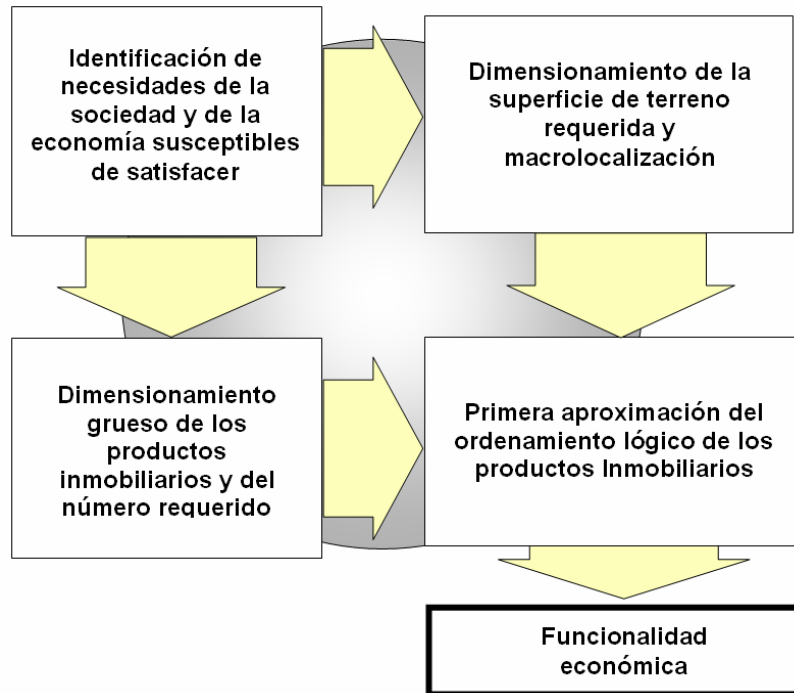 Identificación de
necesidades de la
sociedad y de la
economía susceptibles
de satisfacer
Dimensionamiento de la
superficie de terreno
requerida y
macrolocalización
Dimensionamiento
grueso de los
productos
inmobiliarios y del
número requerido
Primera aproximación del
ordenamiento lógico de los
productos Inmobiliarios
Funcionalidad
económica